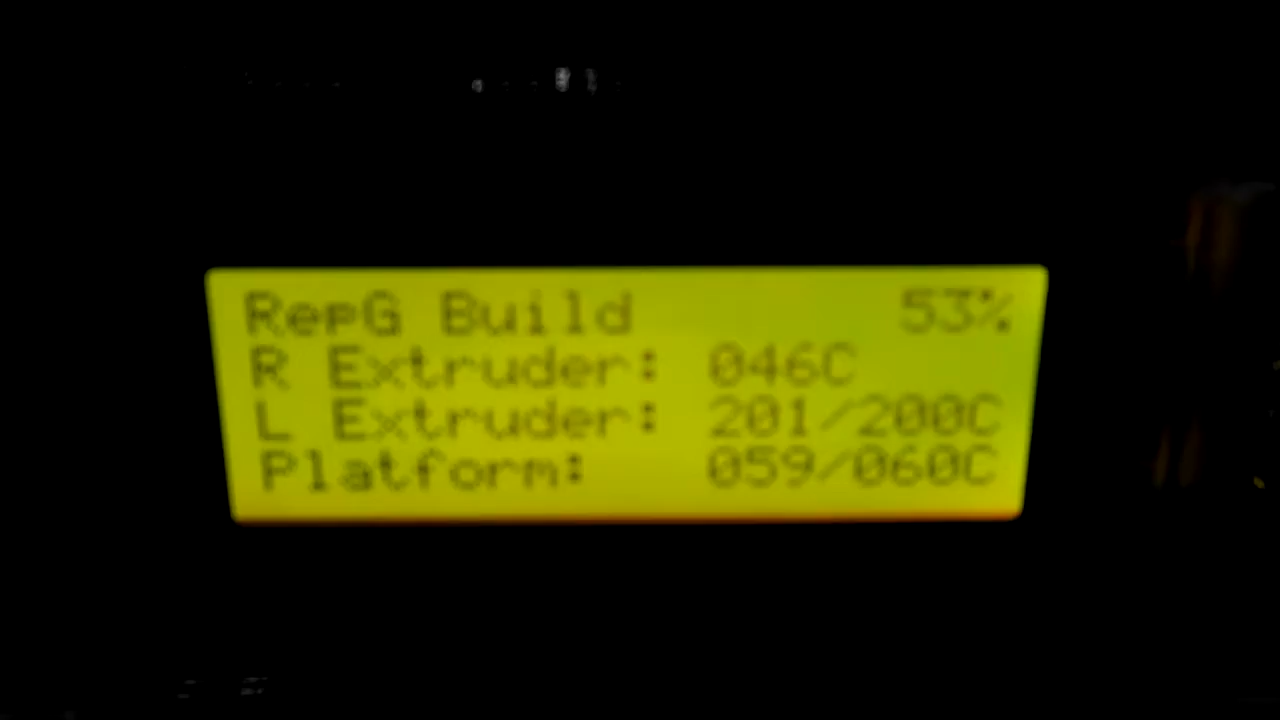 RepG Build 53%
R Extruder: 046C
L Extruder: 201/200C
Platform: 059/060C